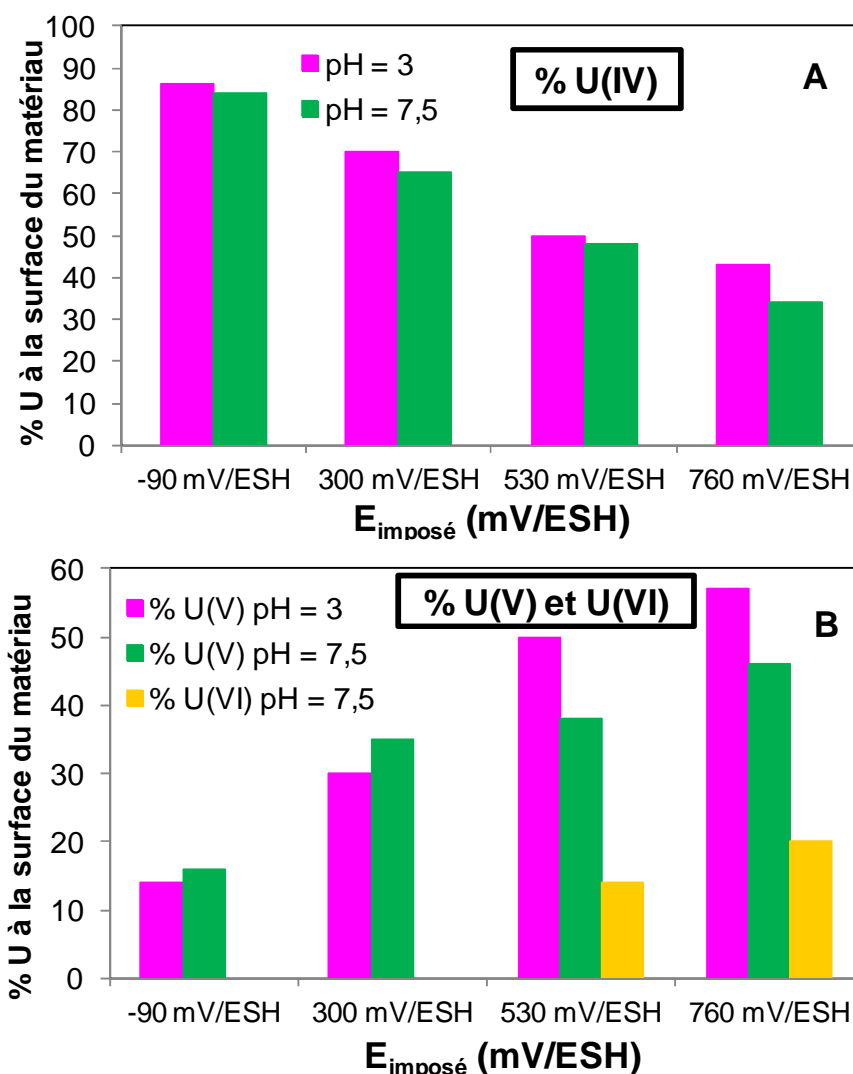 % U(IV)
A
pH = 3
pH = 7,5
% U à la surface du matériau
100
90
80
70
60
50
40
30
20
10
0
-90 mV/ESH 300 mV/ESH 530 mV/ESH 760 mV/ESH
Eimposé (mV/ESH)
% U(V) et U(VI)
B
% U(V) pH = 3
% U(V) pH = 7,5
% U(VI) pH = 7,5
% U à la surface du matériau
60
50
40
30
20
10
0
-90 mV/ESH 300 mV/ESH 530 mV/ESH 760 mV/ESH
Eimposé (mV/ESH)